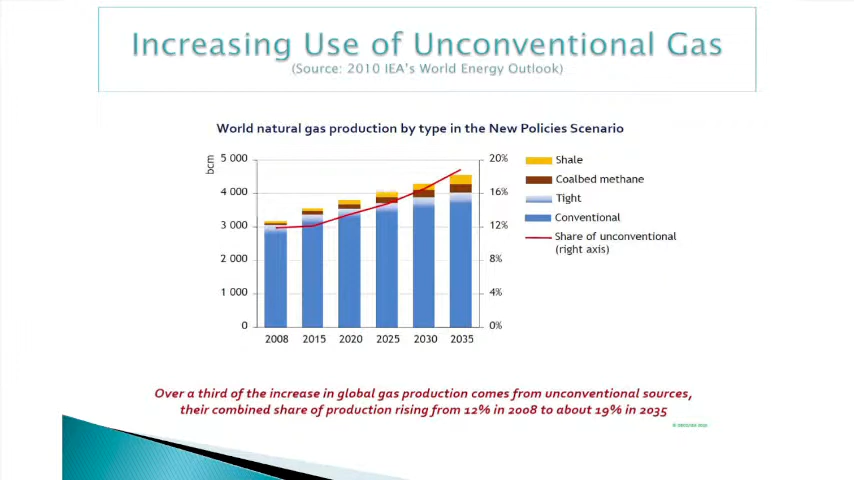 Increasing Use of Unconventional Gas
(Source: 2010 IEA's World Energy Outlook)
World natural gas production by type in the New Policies Scenario
bcm
5 000
4 000
3 000
2 000
1 000
0
20%
16%
12%
8%
4%
0%
2008 2015 2020 2025 2030 2035
Shale
Coalbed methane
Tight
Conventional
Share of unconventional
(right axis)
Over a third of the increase in global gas production comes from unconventional sources,
their combined share of production rising from 12% in 2008 to about 19% in 2035